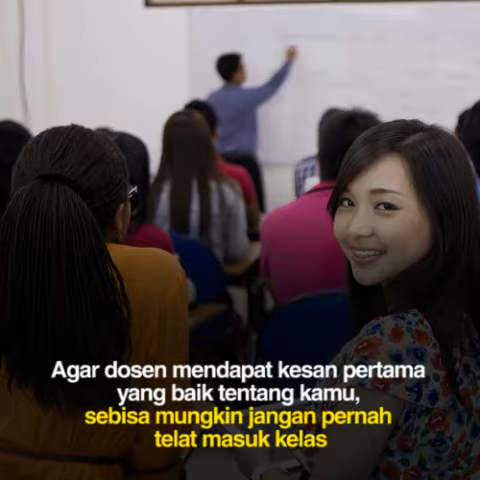 Agar dosen mendapat kesan pertama
yang baik tentang kamu,
sebisa mungkin jangan pernah
telat masuk kelas